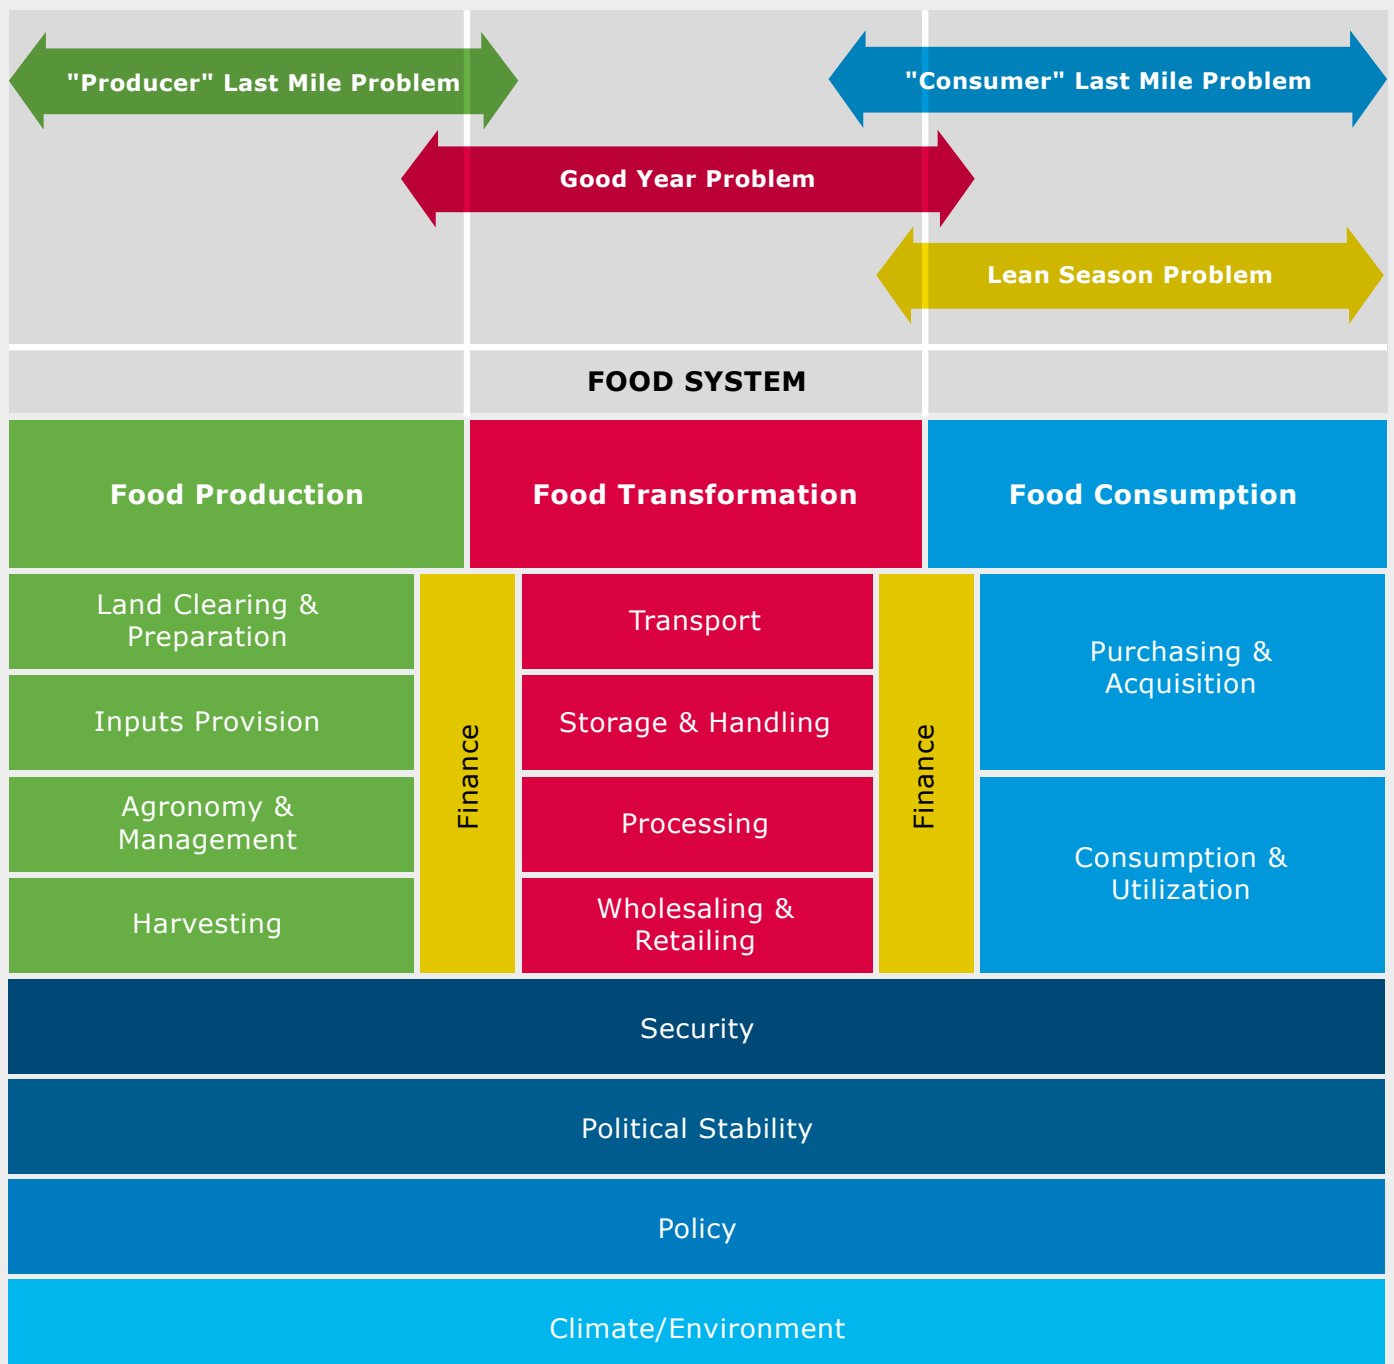 "Producer" Last Mile Problem
"Consumer" Last Mile Problem
Good Year Problem
Lean Season Problem
FOOD SYSTEM
Food Production
Food Transformation
Food Consumption
Land Clearing &
Preparation
Inputs Provision
Agronomy &
Management
Harvesting
Finance
Transport
Storage & Handling
Processing
Wholesaling &
Retailing
Finance
Purchasing &
Acquisition
Consumption &
Utilization
Security
Political Stability
Policy
Climate/Environment